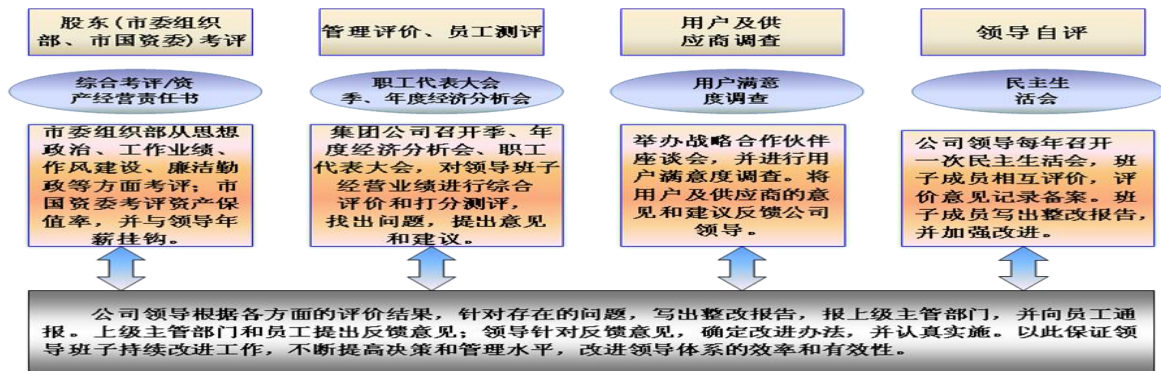 股东(市委组织
部、市国资委)考评
管理评价、员工测评
用户及供
应商调查
领导自评
综合考评/资
产经营责任书
职工代表大会
季、年度经济分析会
用户满意
度调查
民主生
活会
市委组织部从思想
政治、工作业绩、
作风建设、廉洁勤
政等方面考评；市
国资委考评资产保
值率，并与领导年
薪挂钩。
集团公司召开季、年
度经济分析会、职工
代表大会，对领导班子
经营业绩进行综合
评价和打分测评，
找出问题，提出意见
和建议。
举办战略合作伙伴
座谈会，并进行用
户满意度调查。将
用户及供应商的意
见和建议反馈公司
领导。
公司领导每年召开
一次民主生活会，班
子成员相互评价，评
价意见记录备案。班
子成员写出整改报告，
并加强改进。
公司领导根据各方面的评价结果，针对存在的问题，写出整改报告，报上级主管部门，并向员工通
报。上级主管部门和员工提出反馈意见；领导针对反馈意见，确定改进办法，并认真实施。以此保证领
导班子持续改进工作，不断提高决策和管理水平，改进领导体系的效率和有效性。